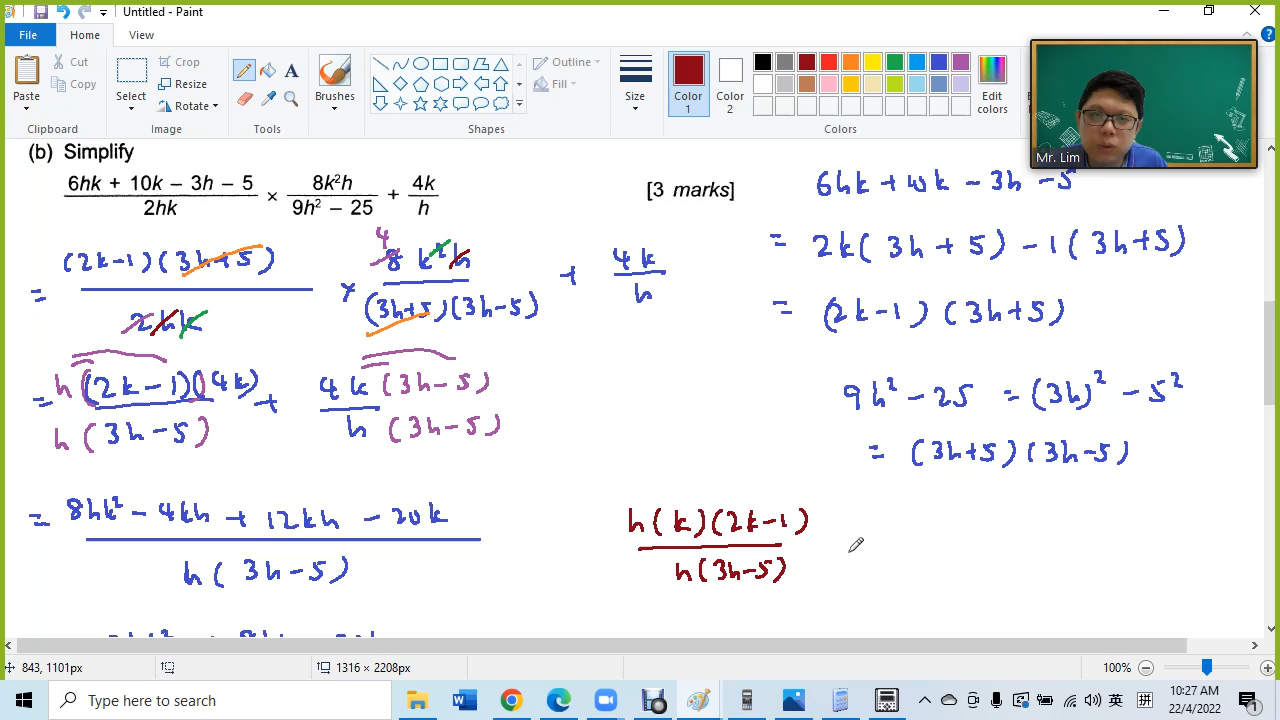 Untitled - Paint
File Home View
Cut
Copy
Paste
Clipboard
Select
Crop
Resize
Rotate
Image
Tools
Brushes
Shapes
Outline
Fill
Size
Color 1
Color 2
Colors
Edit colors
Mr. Lim
(b) Simplify
6hk + 10k − 3h − 5 / 2hk × 8k²h / 9h² − 25 + 4k / h
[3 marks]
= (2k−1)(3h+5) / 2hk × 4 8k²h / (3h+5)(3h−5) + 4k / h
= h(2k−1)(4k) / h(3h−5) + 4k(3h−5) / h(3h−5)
= 8hk² − 4kh + 12kh − 20k / h(3h−5)
6hk + 10k − 3h − 5
= 2k(3h+5) − 1(3h+5)
= (2k−1)(3h+5)
9h² − 25 = (3h)² − 5²
= (3h+5)(3h−5)
h(k)(2k−1) / h(3h−5)
843, 1101px
1316 × 2208px
100%
Type here to search
英
拼
10:27 AM
22/4/2022
1